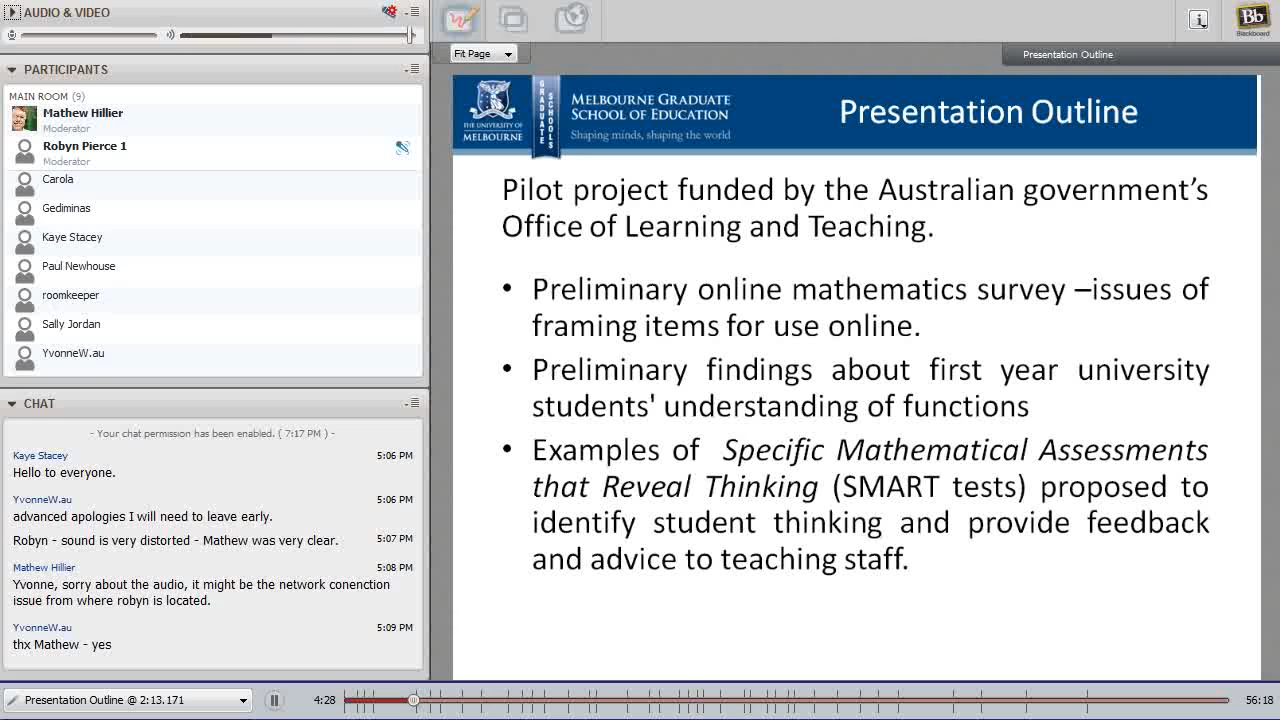 AUDIO & VIDEO
PARTICIPANTS
MAIN ROOM (9)
Mathew Hillier
Moderator
Robyn Pierce 1
Moderator
Carola
Gediminas
Kaye Stacey
Paul Newhouse
roomkeeper
Sally Jordan
YvonneW.au
CHAT
- Your chat permission has been enabled. ( 7:17 PM ) -
Kaye Stacey 5:06 PM
Hello to everyone.
YvonneW.au 5:06 PM
advanced apologies I will need to leave early.
Robyn - sound is very distorted - Mathew was very clear. 5:07 PM
Mathew Hillier 5:08 PM
Yvonne, sorry about the audio, it might be the network conenction
issue from where robyn is located.
YvonneW.au 5:09 PM
thx Mathew - yes
Presentation Outline @ 2:13.171
4:28
56:18
Fit Page
Presentation Outline
Bb
Blackboard
THE UNIVERSITY OF
MELBOURNE
GRADUATE
SCHOOLS
MELBOURNE GRADUATE
SCHOOL OF EDUCATION
Shaping minds, shaping the world
Presentation Outline
Pilot project funded by the Australian government’s
Office of Learning and Teaching.
• Preliminary online mathematics survey –issues of
framing items for use online.
• Preliminary findings about first year university
students' understanding of functions
• Examples of Specific Mathematical Assessments
that Reveal Thinking (SMART tests) proposed to
identify student thinking and provide feedback
and advice to teaching staff.